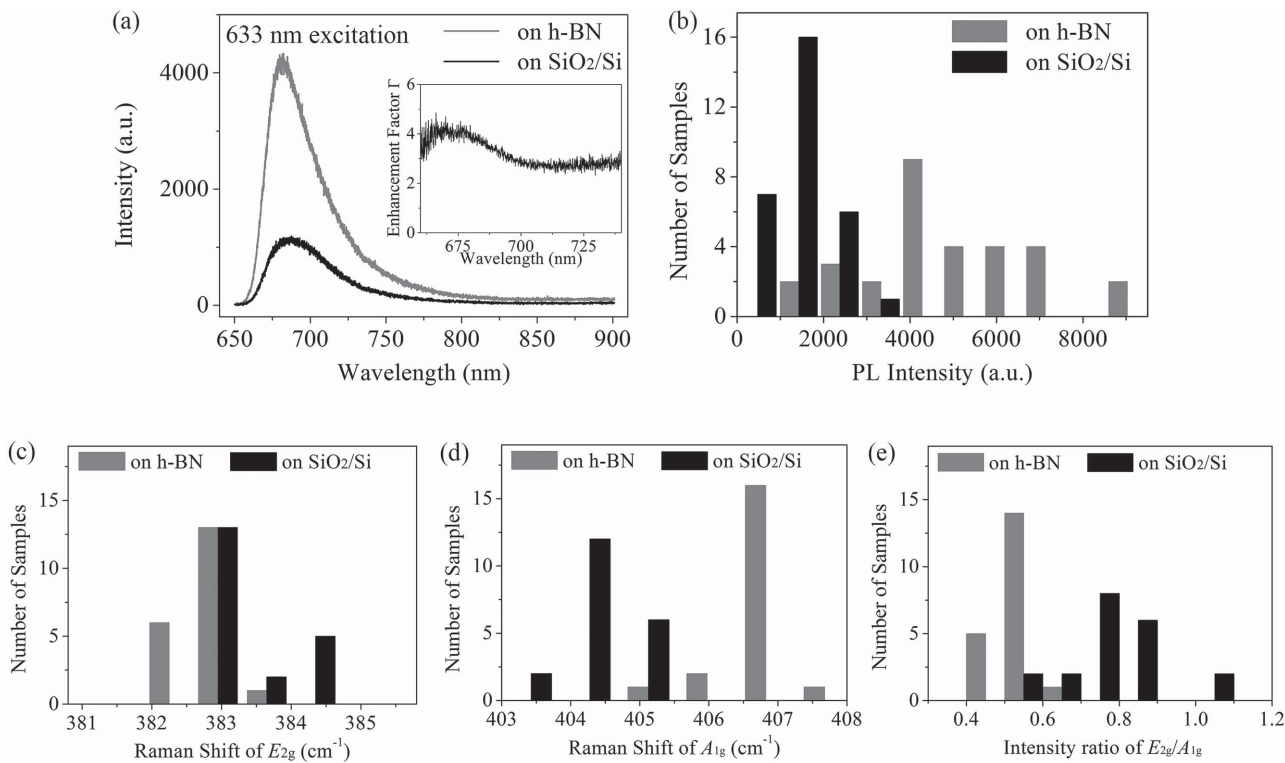 (a)
633 nm excitation
on h-BN
on SiO2/Si
4000
2000
0
Intensity (a.u.)
650 700 750 800 850 900
Wavelength (nm)
6
4
2
0
Enhancement Factor Γ
675 700 725
Wavelength (nm)
(b)
on h-BN
on SiO2/Si
16
12
8
4
0
Number of Samples
0 2000 4000 6000 8000
PL Intensity (a.u.)
(c)
on h-BN on SiO2/Si
15
10
5
0
Number of Samples
381 382 383 384 385
Raman Shift of E2g (cm-1)
(d)
on h-BN on SiO2/Si
15
10
5
0
Number of Samples
403 404 405 406 407 408
Raman Shift of A1g (cm-1)
(e)
on h-BN on SiO2/Si
15
10
5
0
Number of Samples
0.4 0.6 0.8 1.0 1.2
Intensity ratio of E2g/A1g